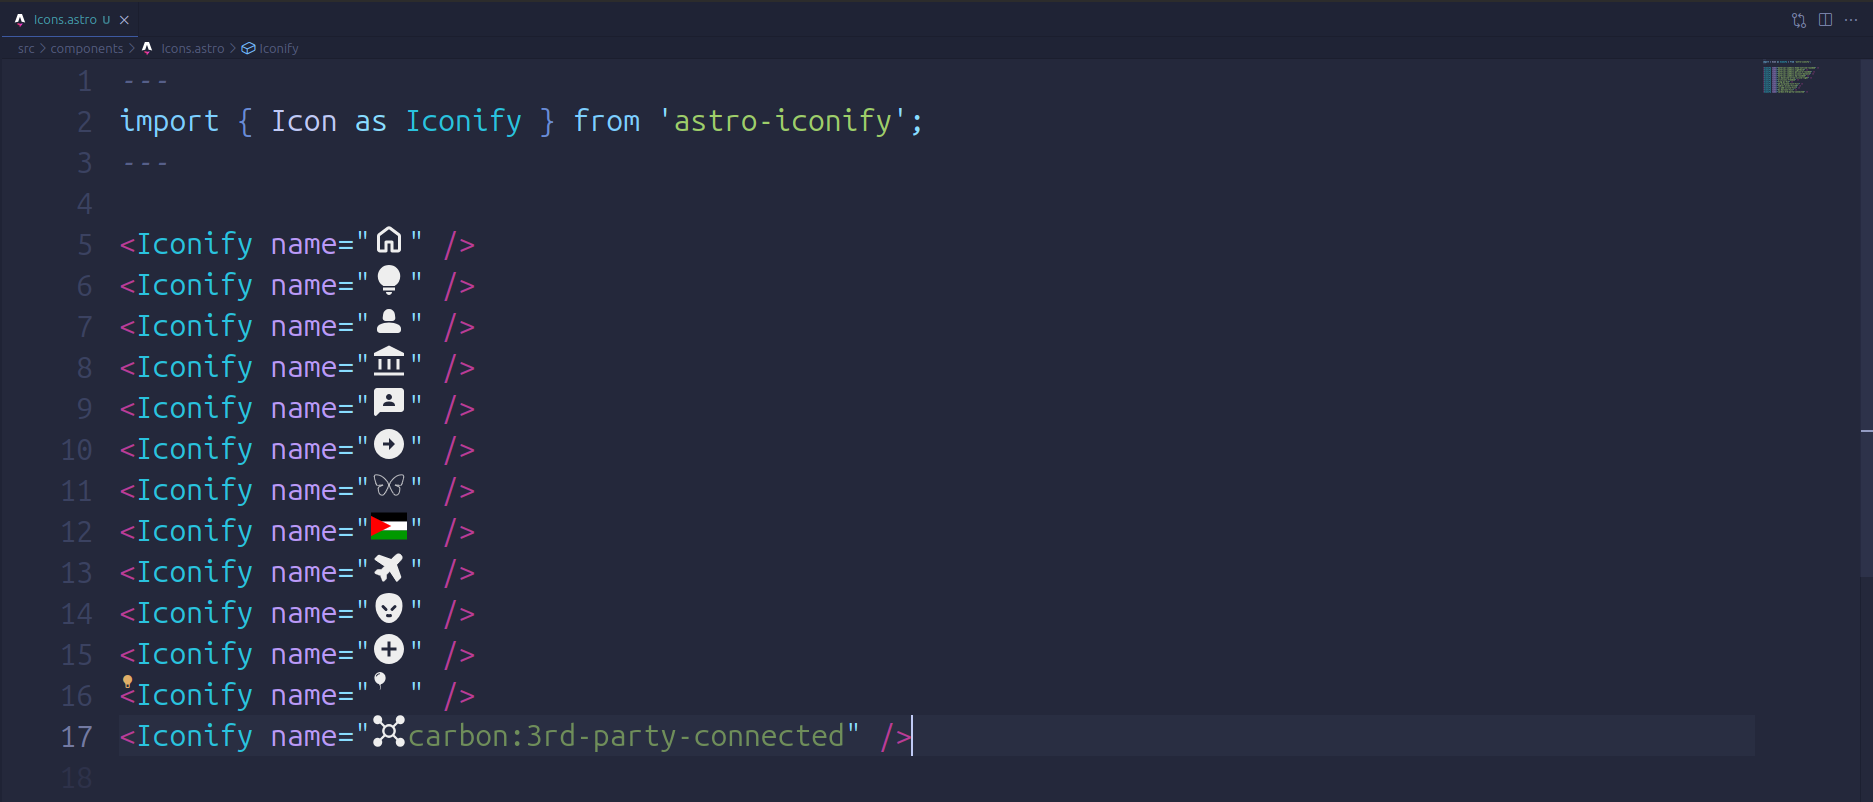 Icons.astro U
src > components > Icons.astro > Iconify
1 ---
2 import { Icon as Iconify } from 'astro-iconify';
3 ---
4
5 <Iconify name="" />
6 <Iconify name="" />
7 <Iconify name="" />
8 <Iconify name="" />
9 <Iconify name="" />
10 <Iconify name="" />
11 <Iconify name="" />
12 <Iconify name="" />
13 <Iconify name="" />
14 <Iconify name="" />
15 <Iconify name="" />
16 <Iconify name="" />
17 <Iconify name="carbon:3rd-party-connected" />
18